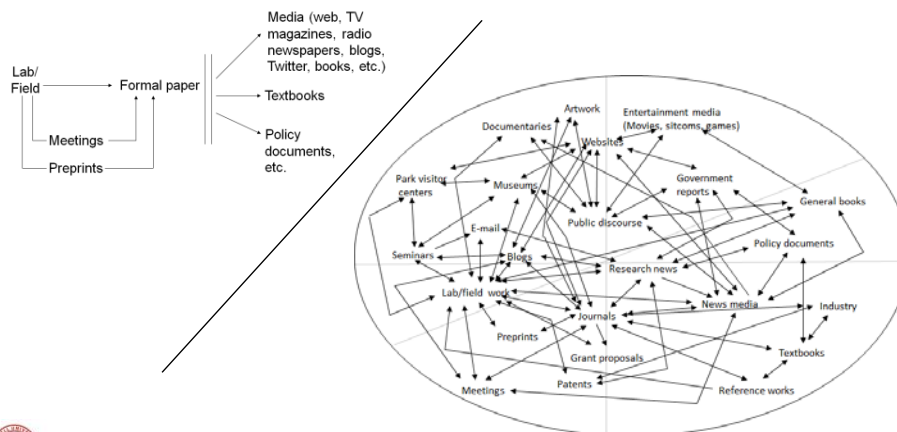 Media (web, TV
magazines, radio
newspapers, blogs,
Twitter, books, etc.)
Lab/
Field
Formal paper
Textbooks
Meetings
Preprints
Policy
documents,
etc.
Artwork
Entertainment media
(Movies, sitcoms, games)
Documentaries
Websites
Park visitor
centers
Museums
Government
reports
General books
Public discourse
E-mail
Policy documents
Seminars
Blogs
Research news
Lab/field work
News media
Industry
Journals
Preprints
Grant proposals
Textbooks
Patents
Meetings
Reference works